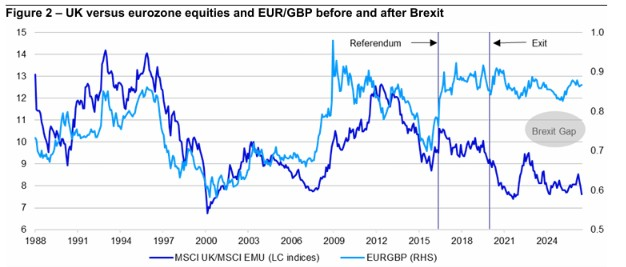 Figure 2 – UK versus eurozone equities and EUR/GBP before and after Brexit
15 1.0
14
13 0.9
12
11 0.8
10
9 0.7
8
7 0.6
6 0.5
Referendum
Exit
Brexit Gap
1988 1991 1994 1997 2000 2003 2006 2009 2012 2015 2018 2021 2024
MSCI UK/MSCI EMU (LC indices) EURGBP (RHS)